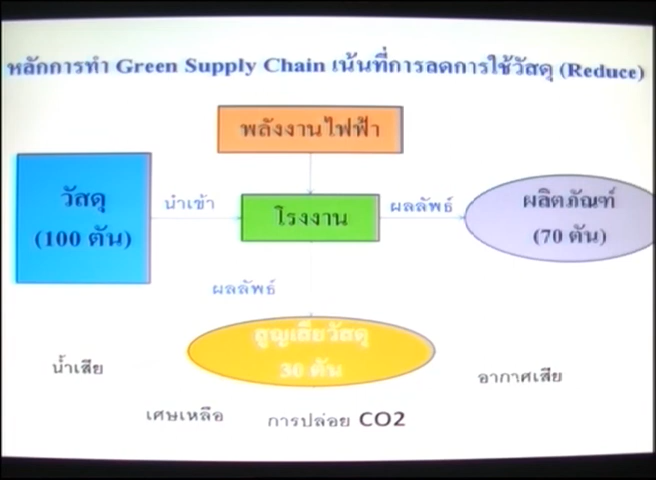 หลักการทำ Green Supply Chain เน้นที่การลดการใช้วัสดุ (Reduce)
พลังงานไฟฟ้า
วัสดุ
(100 ตัน)
นำเข้า
โรงงาน
ผลลัพธ์
ผลิตภัณฑ์
(70 ตัน)
ผลลัพธ์
สูญเสียวัสดุ
30 ตัน
น้ำเสีย
อากาศเสีย
เศษเหลือ
การปล่อย CO2